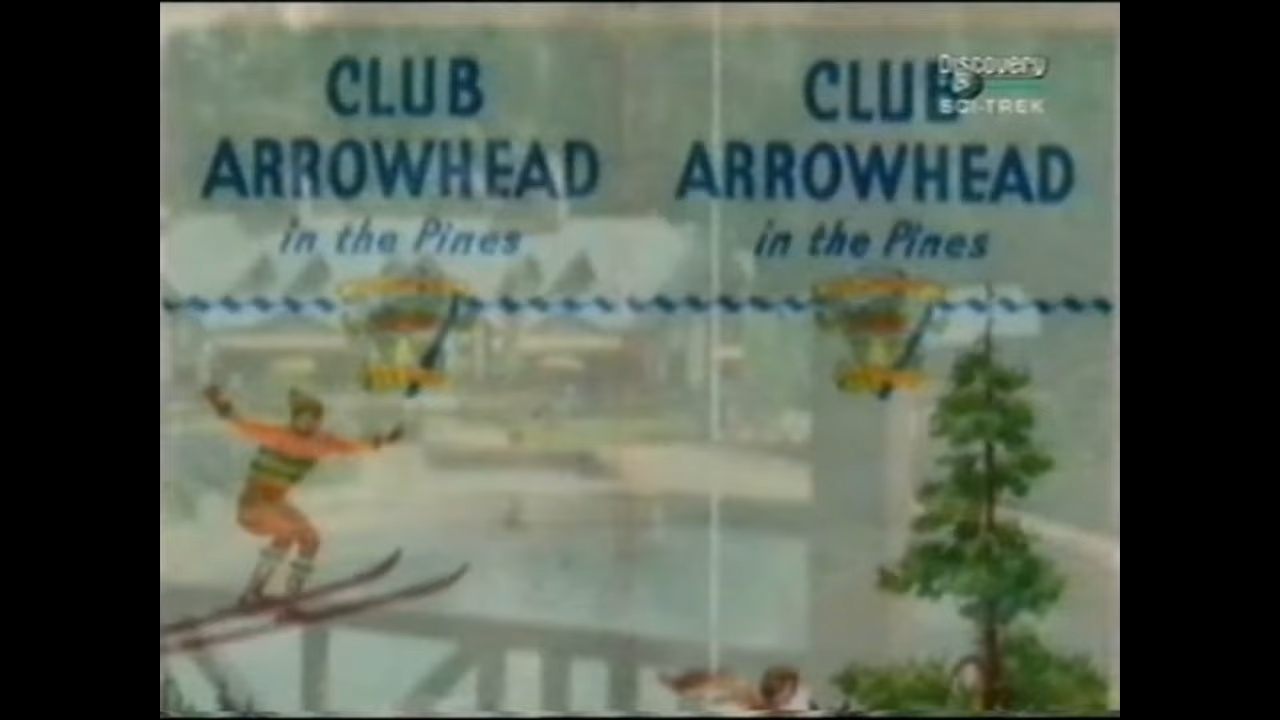 CLUB
ARROWHEAD
in the Pines
CLUB
ARROWHEAD
in the Pines
Discovery
SCI-TREK